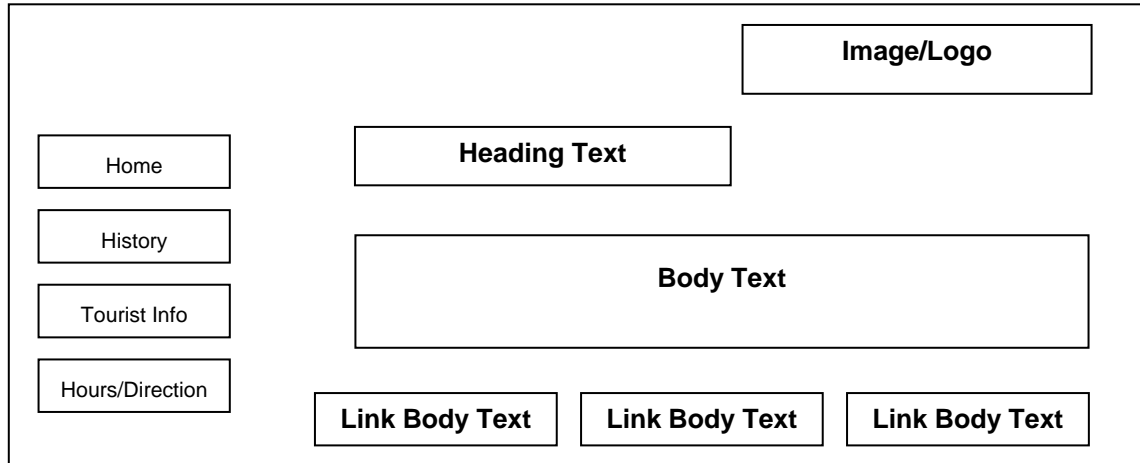 Image/Logo
Heading Text
Home
History
Body Text
Tourist Info
Hours/Direction
Link Body Text
Link Body Text
Link Body Text